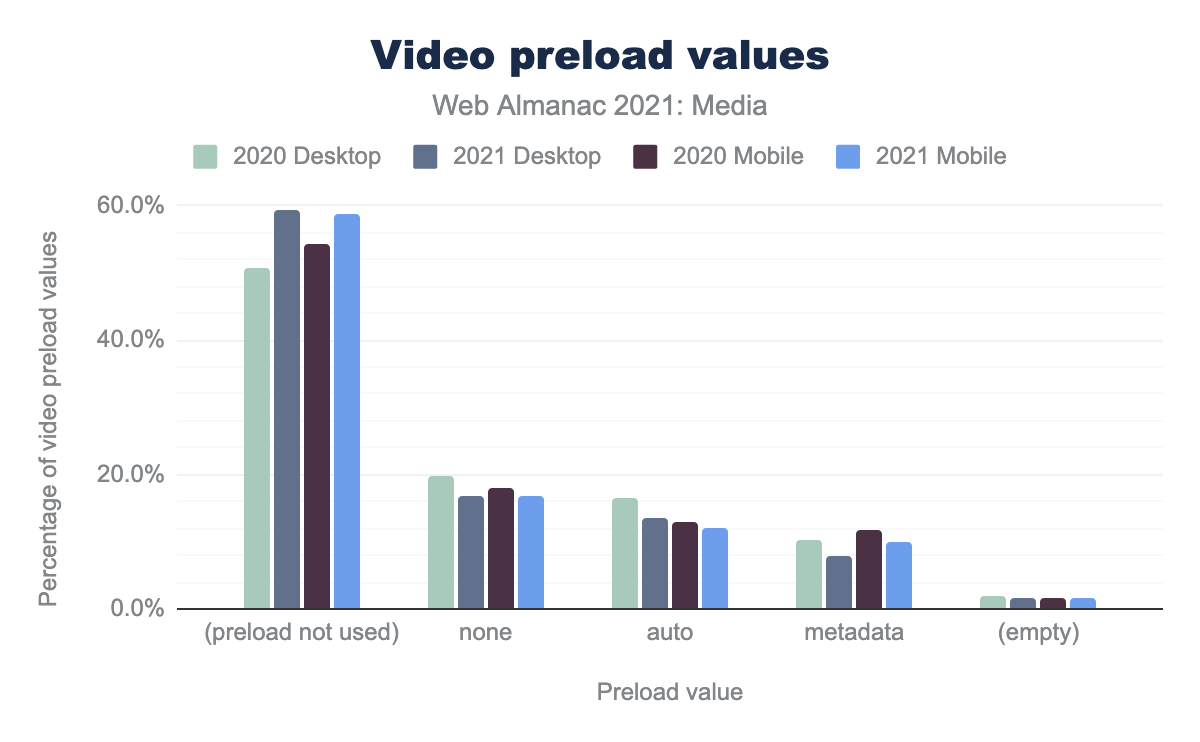 Video preload values
Web Almanac 2021: Media
2020 Desktop 2021 Desktop 2020 Mobile 2021 Mobile
Percentage of video preload values
60.0%
40.0%
20.0%
0.0%
(preload not used) none auto metadata (empty)
Preload value